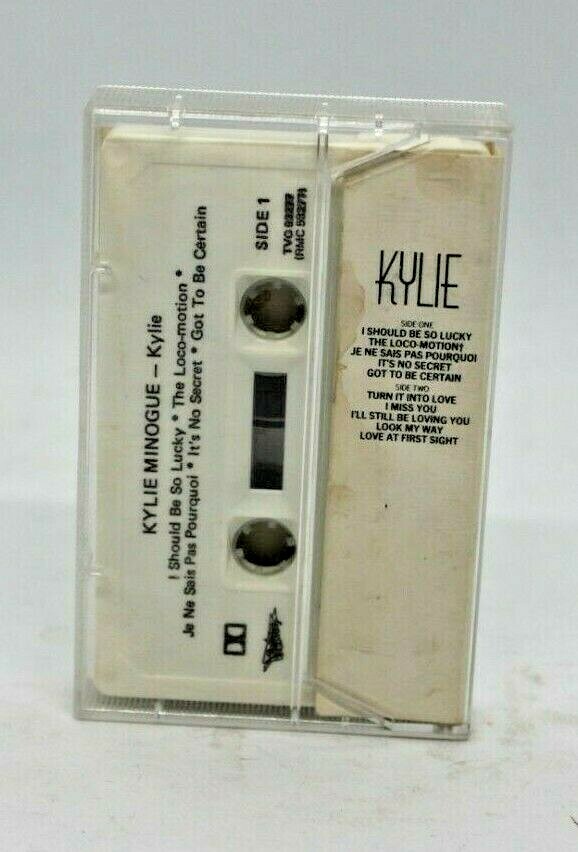 KYLIE MINOGUE – Kylie
I Should Be So Lucky * The Loco-motion *
Je Ne Sais Pas Pourquoi * It's No Secret * Got To Be Certain
SIDE 1
KYLIE
SIDE ONE
I SHOULD BE SO LUCKY
THE LOCO-MOTION†
JE NE SAIS PAS POURQUOI
IT'S NO SECRET
GOT TO BE CERTAIN
SIDE TWO
TURN IT INTO LOVE
I MISS YOU
I'LL STILL BE LOVING YOU
LOOK MY WAY
LOVE AT FIRST SIGHT